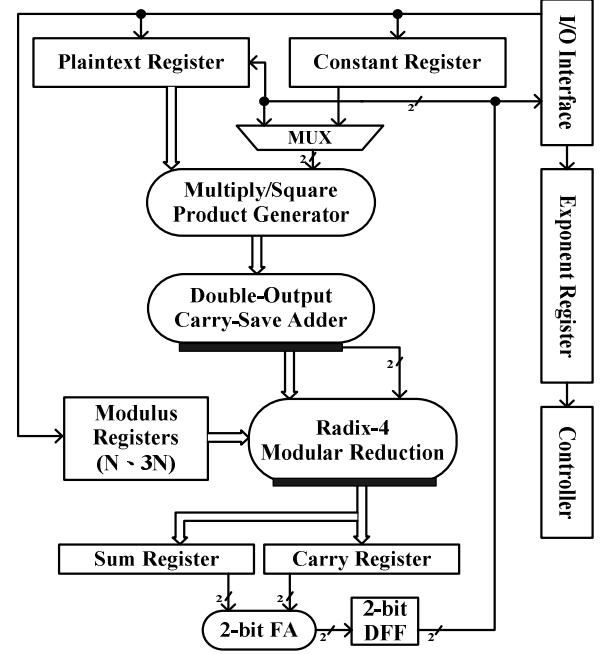 Plaintext Register
Constant Register
I/O Interface
2
MUX
2
Multiply/Square
Product Generator
Exponent Register
Double-Output
Carry-Save Adder
2
Modulus
Registers
(N、3N)
Radix-4
Modular Reduction
Controller
Sum Register
Carry Register
2
2
2-bit FA
2
2-bit
DFF
2